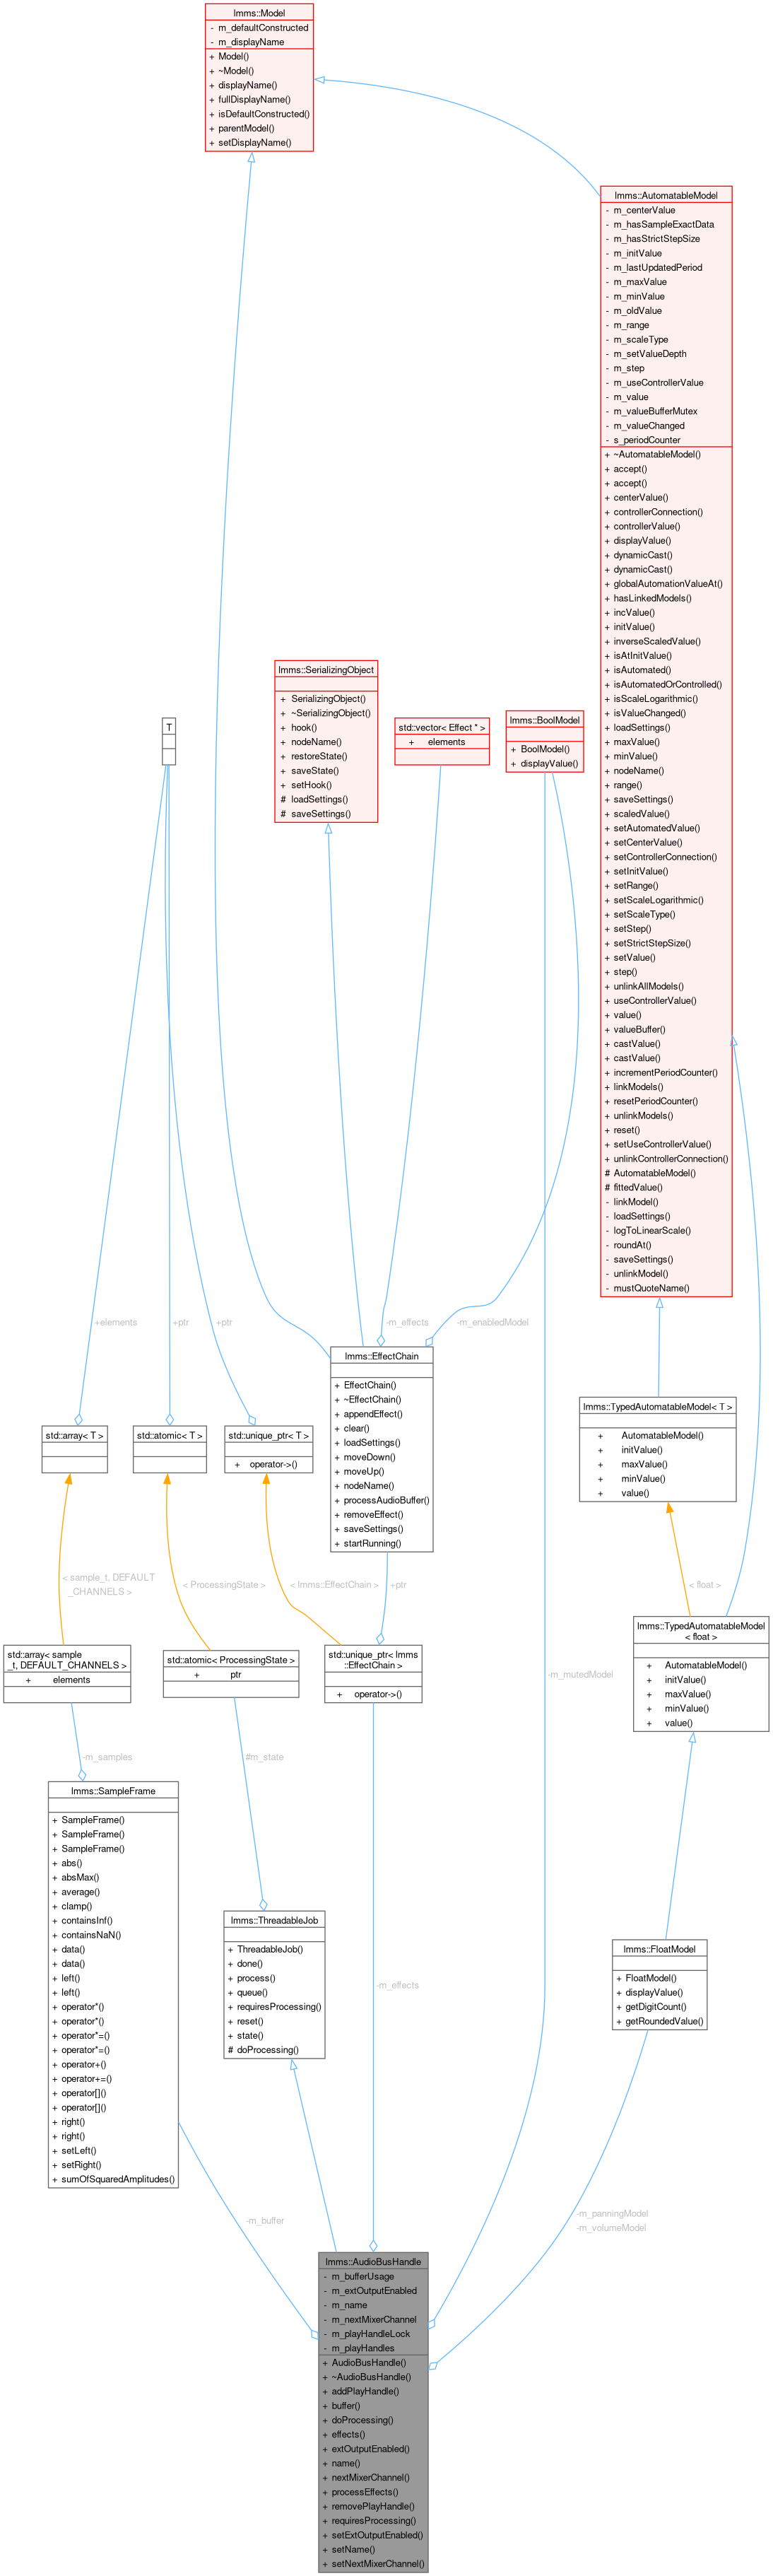 lmms::Model
- m_defaultConstructed
- m_displayName
+ Model()
+ ~Model()
+ displayName()
+ fullDisplayName()
+ isDefaultConstructed()
+ parentModel()
+ setDisplayName()
lmms::AutomatableModel
- m_centerValue
- m_hasSampleExactData
- m_hasStrictStepSize
- m_initValue
- m_lastUpdatedPeriod
- m_maxValue
- m_minValue
- m_oldValue
- m_range
- m_scaleType
- m_setValueDepth
- m_step
- m_useControllerValue
- m_value
- m_valueBufferMutex
- m_valueChanged
- s_periodCounter
+ ~AutomatableModel()
+ accept()
+ accept()
+ centerValue()
+ controllerConnection()
+ controllerValue()
+ displayValue()
+ dynamicCast()
+ dynamicCast()
+ globalAutomationValueAt()
+ hasLinkedModels()
+ incValue()
+ initValue()
+ inverseScaledValue()
+ isAtInitValue()
+ isAutomated()
+ isAutomatedOrControlled()
+ isScaleLogarithmic()
+ isValueChanged()
+ loadSettings()
+ maxValue()
+ minValue()
+ nodeName()
+ range()
+ saveSettings()
+ scaledValue()
+ setAutomatedValue()
+ setCenterValue()
+ setControllerConnection()
+ setInitValue()
+ setRange()
+ setScaleLogarithmic()
+ setScaleType()
+ setStep()
+ setStrictStepSize()
+ setValue()
+ step()
+ unlinkAllModels()
+ useControllerValue()
+ value()
+ valueBuffer()
+ castValue()
+ castValue()
+ incrementPeriodCounter()
+ linkModels()
+ resetPeriodCounter()
+ unlinkModels()
+ reset()
+ setUseControllerValue()
+ unlinkControllerConnection()
# AutomatableModel()
# fittedValue()
- linkModel()
- loadSettings()
- logToLinearScale()
- roundAt()
- saveSettings()
- unlinkModel()
- mustQuoteName()
lmms::SerializingObject
+ SerializingObject()
+ ~SerializingObject()
+ hook()
+ nodeName()
+ restoreState()
+ saveState()
+ setHook()
# loadSettings()
# saveSettings()
std::vector< Effect * >
+ elements
lmms::BoolModel
+ BoolModel()
+ displayValue()
T
+elements
+ptr
+ptr
-m_effects
-m_enabledModel
lmms::EffectChain
+ EffectChain()
+ ~EffectChain()
+ appendEffect()
+ clear()
+ loadSettings()
+ moveDown()
+ moveUp()
+ nodeName()
+ processAudioBuffer()
+ removeEffect()
+ saveSettings()
+ startRunning()
lmms::TypedAutomatableModel< T >
+ AutomatableModel()
+ initValue()
+ maxValue()
+ minValue()
+ value()
std::array< T >
std::atomic< T >
std::unique_ptr< T >
+ operator->()
< sample_t, DEFAULT
_CHANNELS >
< ProcessingState >
< lmms::EffectChain >
+ptr
< float >
std::array< sample
_t, DEFAULT_CHANNELS >
+ elements
std::atomic< ProcessingState >
+ ptr
std::unique_ptr< lmms
::EffectChain >
+ operator->()
lmms::TypedAutomatableModel
< float >
+ AutomatableModel()
+ initValue()
+ maxValue()
+ minValue()
+ value()
-m_mutedModel
-m_samples
#m_state
lmms::SampleFrame
+ SampleFrame()
+ SampleFrame()
+ SampleFrame()
+ abs()
+ absMax()
+ average()
+ clamp()
+ containsInf()
+ containsNaN()
+ data()
+ data()
+ left()
+ left()
+ operator*()
+ operator*()
+ operator*=()
+ operator*=()
+ operator+()
+ operator+=()
+ operator[]()
+ operator[]()
+ right()
+ right()
+ setLeft()
+ setRight()
+ sumOfSquaredAmplitudes()
lmms::ThreadableJob
+ ThreadableJob()
+ done()
+ process()
+ queue()
+ requiresProcessing()
+ reset()
+ state()
# doProcessing()
-m_effects
lmms::FloatModel
+ FloatModel()
+ displayValue()
+ getDigitCount()
+ getRoundedValue()
-m_buffer
-m_panningModel
-m_volumeModel
lmms::AudioBusHandle
- m_bufferUsage
- m_extOutputEnabled
- m_name
- m_nextMixerChannel
- m_playHandleLock
- m_playHandles
+ AudioBusHandle()
+ ~AudioBusHandle()
+ addPlayHandle()
+ buffer()
+ doProcessing()
+ effects()
+ extOutputEnabled()
+ name()
+ nextMixerChannel()
+ processEffects()
+ removePlayHandle()
+ requiresProcessing()
+ setExtOutputEnabled()
+ setName()
+ setNextMixerChannel()